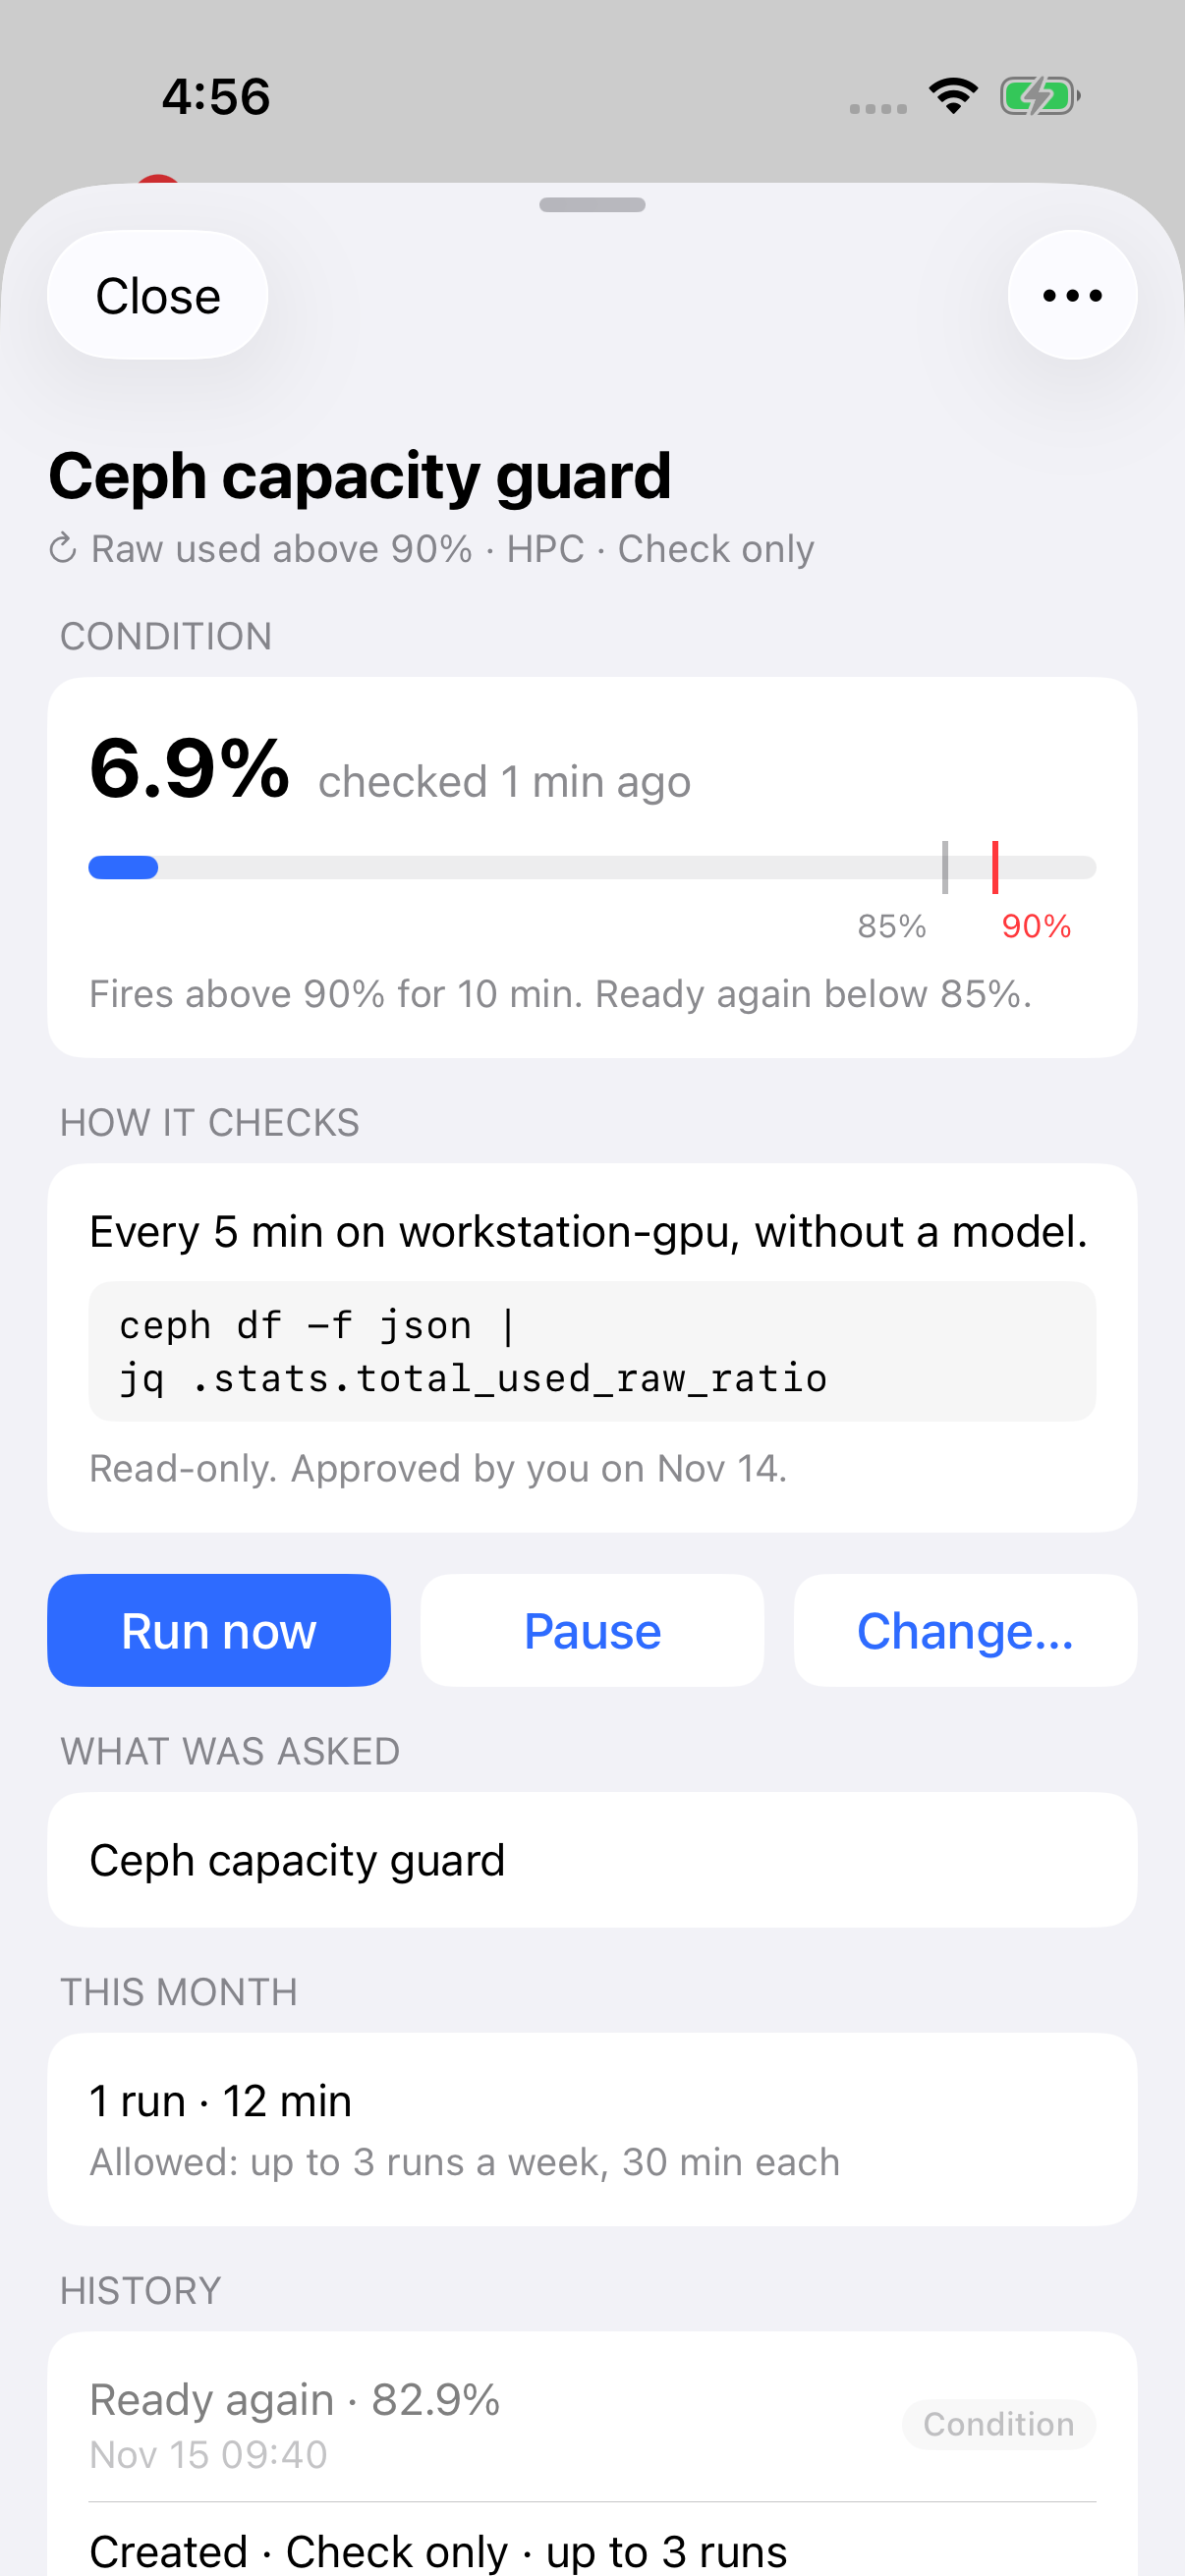 4:56
Close
Ceph capacity guard
Raw used above 90% · HPC · Check only
CONDITION
6.9% checked 1 min ago
85% 90%
Fires above 90% for 10 min. Ready again below 85%.
HOW IT CHECKS
Every 5 min on workstation-gpu, without a model.
ceph df -f json |
jq .stats.total_used_raw_ratio
Read-only. Approved by you on Nov 14.
Run now Pause Change...
WHAT WAS ASKED
Ceph capacity guard
THIS MONTH
1 run · 12 min
Allowed: up to 3 runs a week, 30 min each
HISTORY
Ready again · 82.9%
Condition
Nov 15 09:40
Created · Check only · up to 3 runs